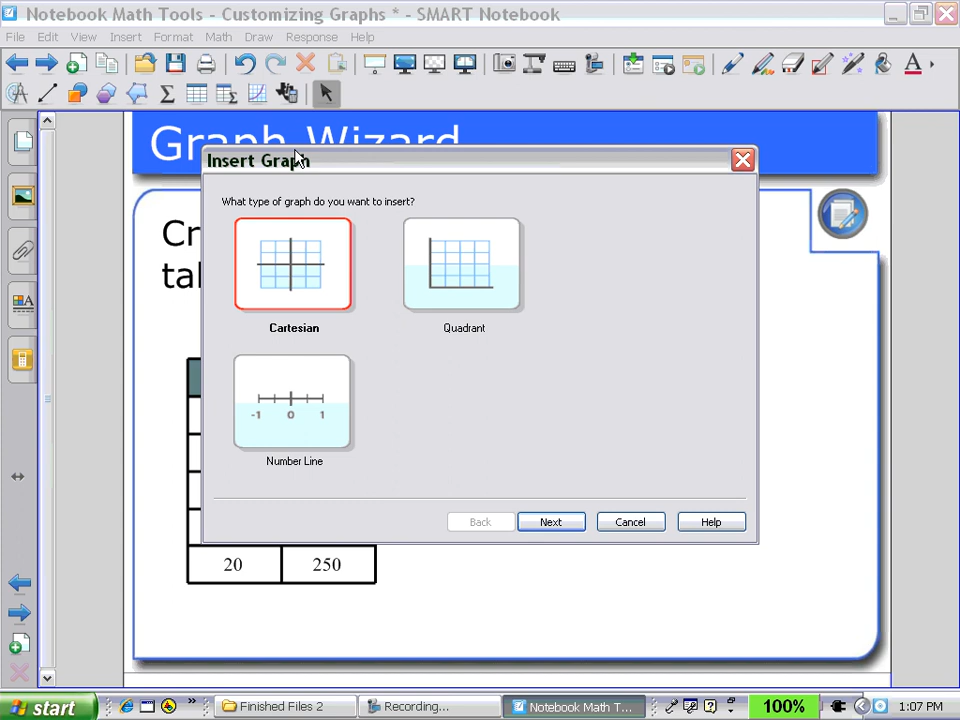 Notebook Math Tools - Customizing Graphs * - SMART Notebook
File Edit View Insert Format Math Draw Response Help
Graph Wizard
Insert Graph
What type of graph do you want to insert?
Cr
tal
Cartesian
Quadrant
-1 0 1
Number Line
Back
Next
Cancel
Help
20 250
start
Finished Files 2
Recording...
Notebook Math T...
100%
1:07 PM